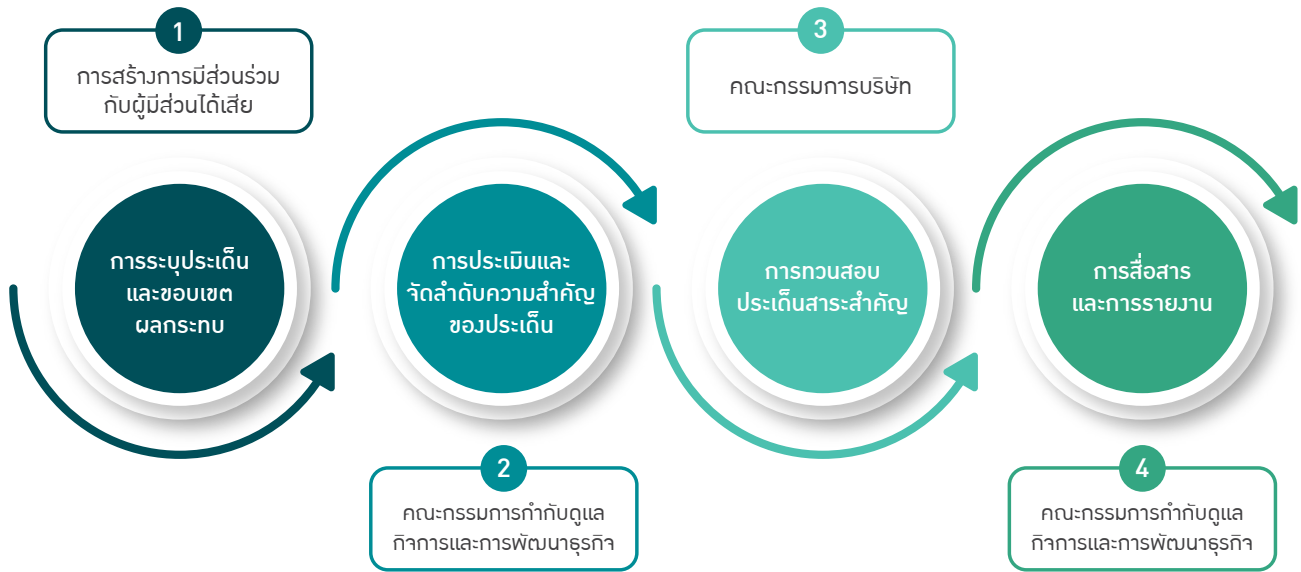 1
การสร้างการมีส่วนร่วม
กับผู้มีส่วนได้เสีย
การระบุประเด็น
และขอบเขต
ผลกระทบ
การประเมินและ
จัดลำดับความสำคัญ
ของประเด็น
2
คณะกรรมการกำกับดูแล
กิจการและการพัฒนาธุรกิจ
3
คณะกรรมการบริษัท
การทวนสอบ
ประเด็นสาระสำคัญ
การสื่อสาร
และการรายงาน
4
คณะกรรมการกำกับดูแล
กิจการและการพัฒนาธุรกิจ